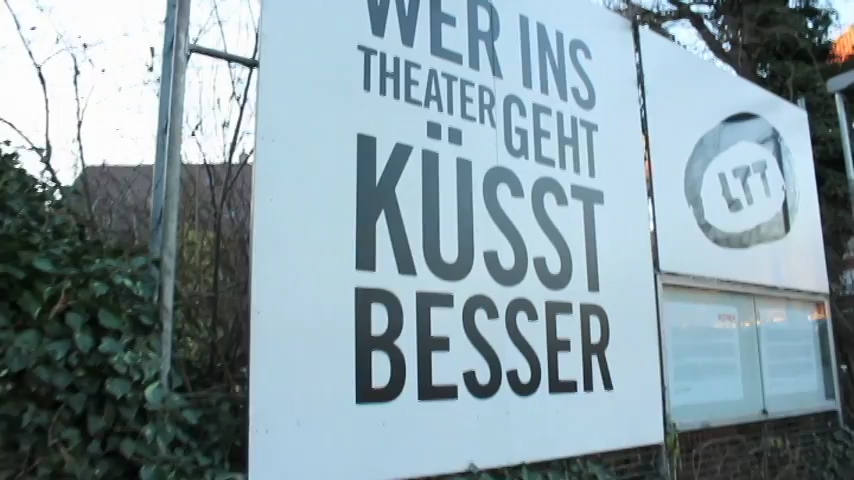 WER INS
THEATER GEHT
KÜSST
BESSER
LTT